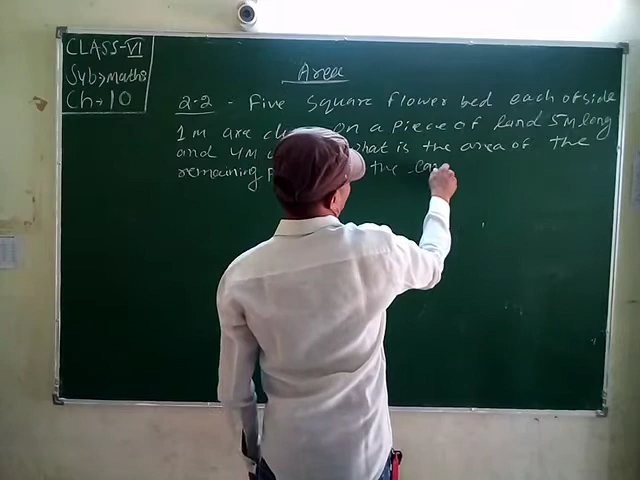 CLASS-VI
Sub→maths
Ch→10
Area
2-2 - Five Square flower bed each of side
1 M are on a Piece of land 5M long
and 4M what is the area of the
remaining the